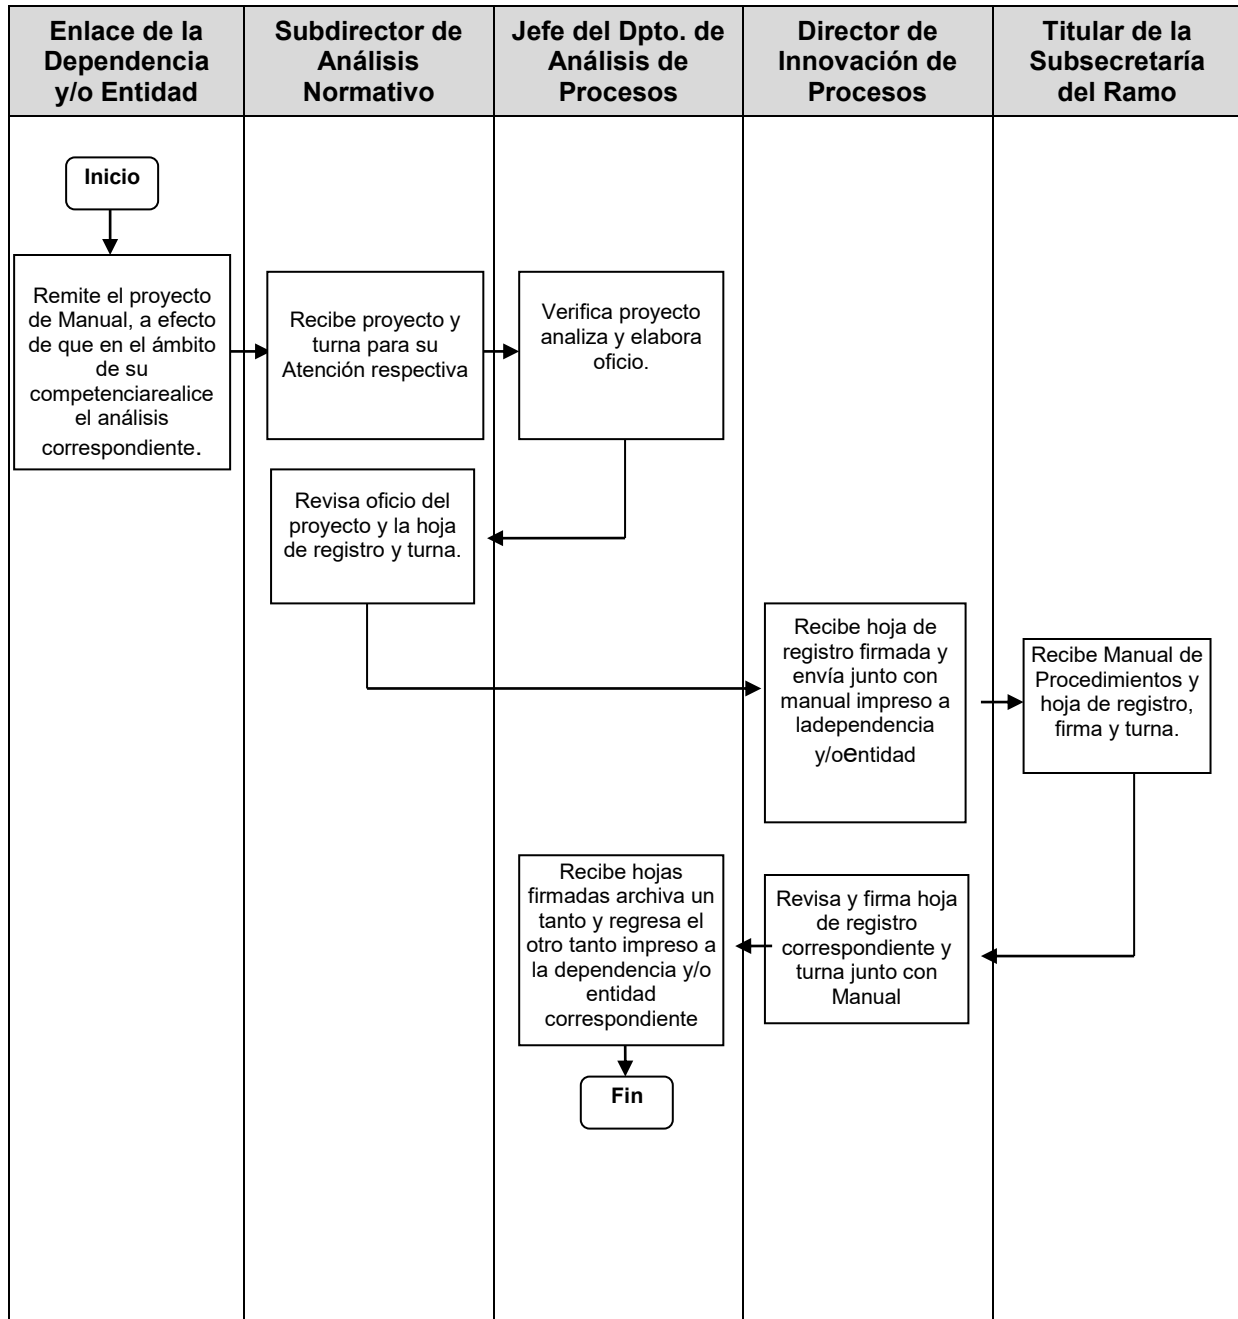 Enlace de la
Dependencia
y/o Entidad
Subdirector de
Análisis
Normativo
Jefe del Dpto. de
Análisis de
Procesos
Director de
Innovación de
Procesos
Titular de la
Subsecretaría
del Ramo
Inicio
Remite el proyecto
de Manual, a efecto
de que en el ámbito
de su
competenciarealice
el análisis
correspondiente.
Recibe proyecto y
turna para su
Atención respectiva
Verifica proyecto
analiza y elabora
oficio.
Revisa oficio del
proyecto y la hoja
de registro y turna.
Recibe hoja de
registro firmada y
envía junto con
manual impreso a
ladependencia
y/oentidad
Recibe Manual de
Procedimientos y
hoja de registro,
firma y turna.
Revisa y firma hoja
de registro
correspondiente y
turna junto con
Manual
Recibe hojas
firmadas archiva un
tanto y regresa el
otro tanto impreso a
la dependencia y/o
entidad
correspondiente
Fin